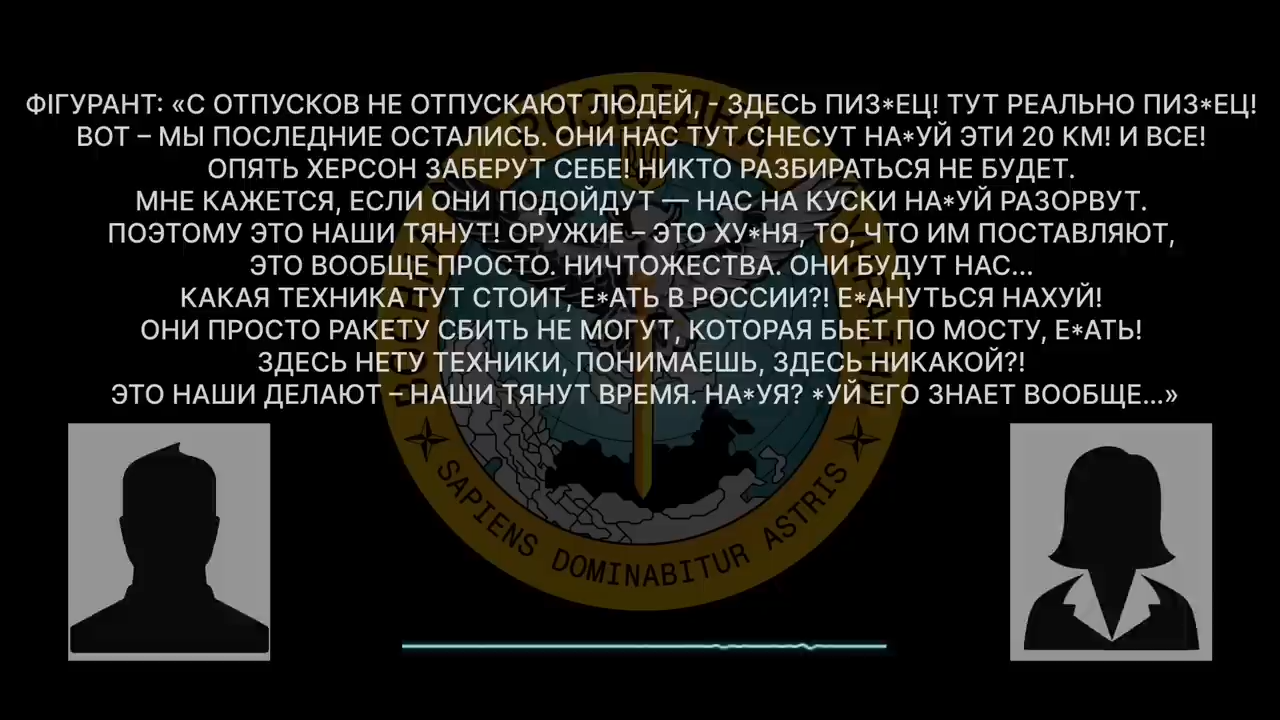 ФІГУРАНТ: «С ОТПУСКОВ НЕ ОТПУСКАЮТ ЛЮДЕЙ, - ЗДЕСЬ ПИЗ*ЕЦ! ТУТ РЕАЛЬНО ПИЗ*ЕЦ!
ВОТ – МЫ ПОСЛЕДНИЕ ОСТАЛИСЬ. ОНИ НАС ТУТ СНЕСУТ НА*УЙ ЭТИ 20 КМ! И ВСЕ!
ОПЯТЬ ХЕРСОН ЗАБЕРУТ СЕБЕ! НИКТО РАЗБИРАТЬСЯ НЕ БУДЕТ.
МНЕ КАЖЕТСЯ, ЕСЛИ ОНИ ПОДОЙДУТ — НАС НА КУСКИ НА*УЙ РАЗОРВУТ.
ПОЭТОМУ ЭТО НАШИ ТЯНУТ! ОРУЖИЕ – ЭТО ХУ*НЯ, ТО, ЧТО ИМ ПОСТАВЛЯЮТ,
ЭТО ВООБЩЕ ПРОСТО. НИЧТОЖЕСТВА. ОНИ БУДУТ НАС...
КАКАЯ ТЕХНИКА ТУТ СТОИТ, Е*АТЬ В РОССИИ?! Е*АНУТЬСЯ НАХУЙ!
ОНИ ПРОСТО РАКЕТУ СБИТЬ НЕ МОГУТ, КОТОРАЯ БЬЕТ ПО МОСТУ, Е*АТЬ!
ЗДЕСЬ НЕТУ ТЕХНИКИ, ПОНИМАЕШЬ, ЗДЕСЬ НИКАКОЙ?!
ЭТО НАШИ ДЕЛАЮТ – НАШИ ТЯНУТ ВРЕМЯ. НА*УЯ? *УЙ ЕГО ЗНАЕТ ВООБЩЕ...»
SAPIENS DOMINABITUR ASTRIS